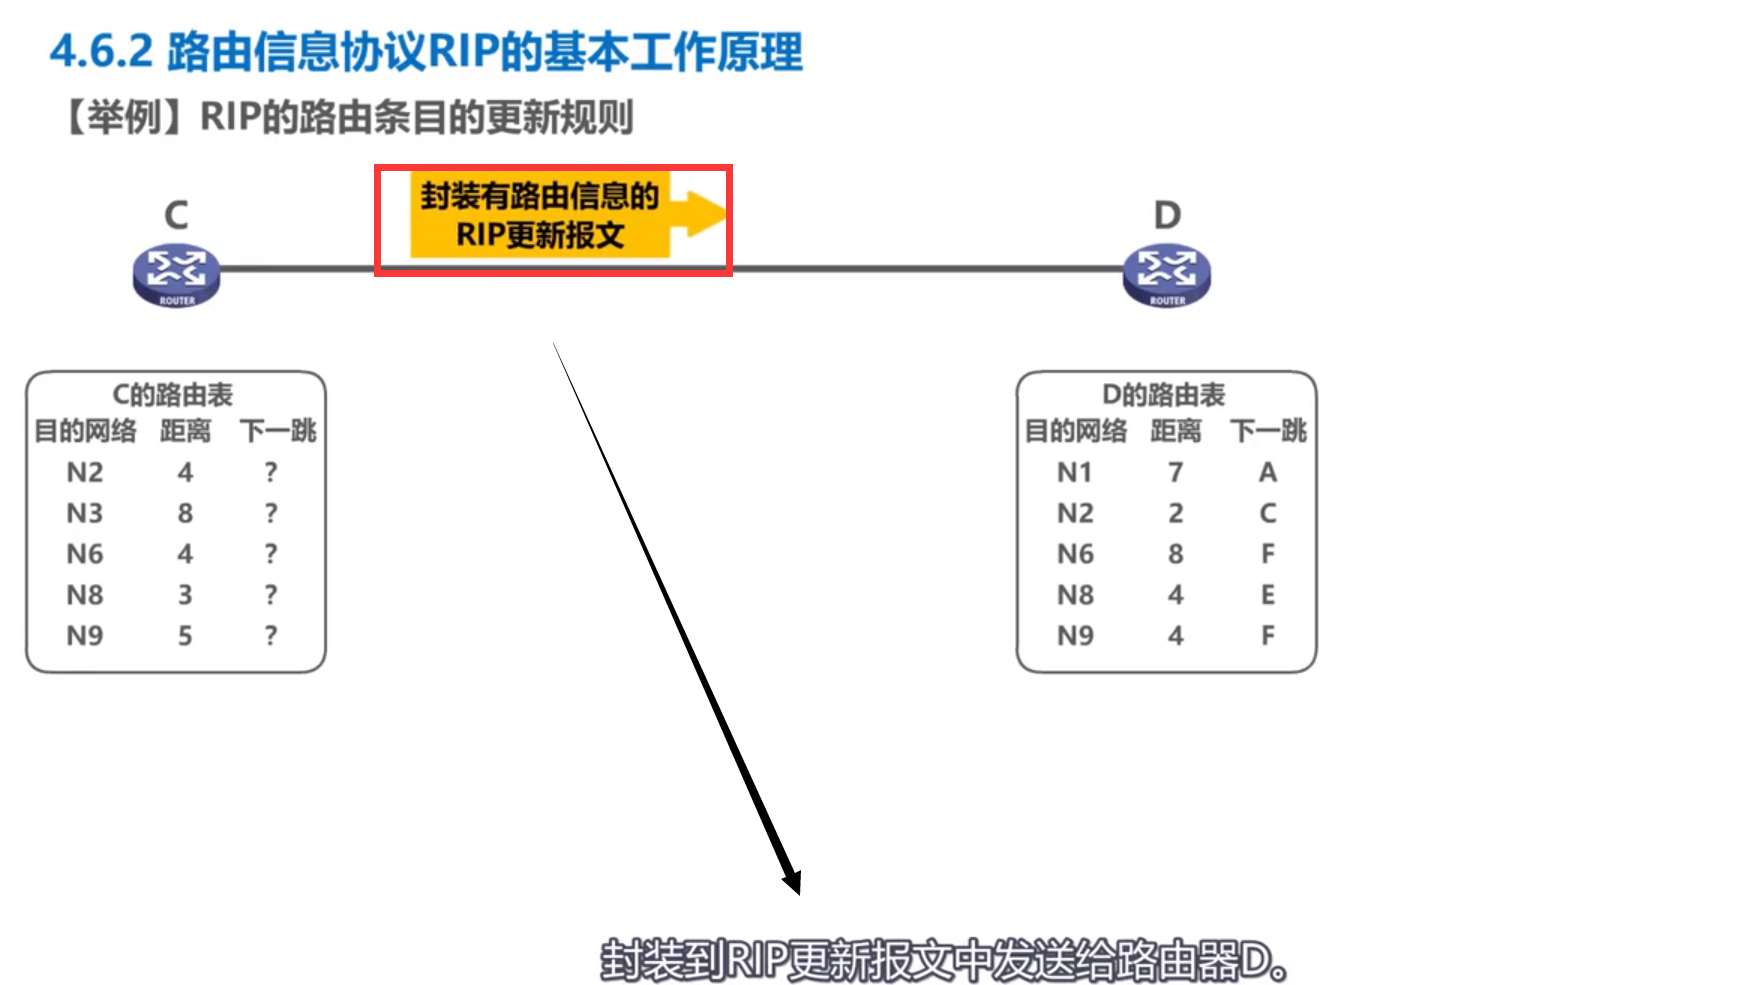 4.6.2 路由信息协议RIP的基本工作原理
【举例】RIP的路由条目的更新规则
封装有路由信息的
RIP更新报文
C
D
ROUTER
ROUTER
C的路由表
目的网络 距离 下一跳
N2 4 ?
N3 8 ?
N6 4 ?
N8 3 ?
N9 5 ?
D的路由表
目的网络 距离 下一跳
N1 7 A
N2 2 C
N6 8 F
N8 4 E
N9 4 F
封装到RIP更新报文中发送给路由器D。